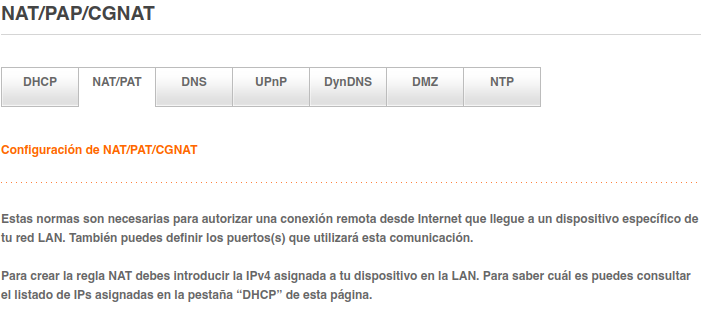 NAT/PAP/CGNAT
DHCP NAT/PAT DNS UPnP DynDNS DMZ NTP
Configuración de NAT/PAT/CGNAT
Estas normas son necesarias para autorizar una conexión remota desde Internet que llegue a un dispositivo específico de
tu red LAN. También puedes definir los puertos(s) que utilizará esta comunicación.
Para crear la regla NAT debes introducir la IPv4 asignada a tu dispositivo en la LAN. Para saber cuál es puedes consultar
el listado de IPs asignadas en la pestaña “DHCP” de esta página.